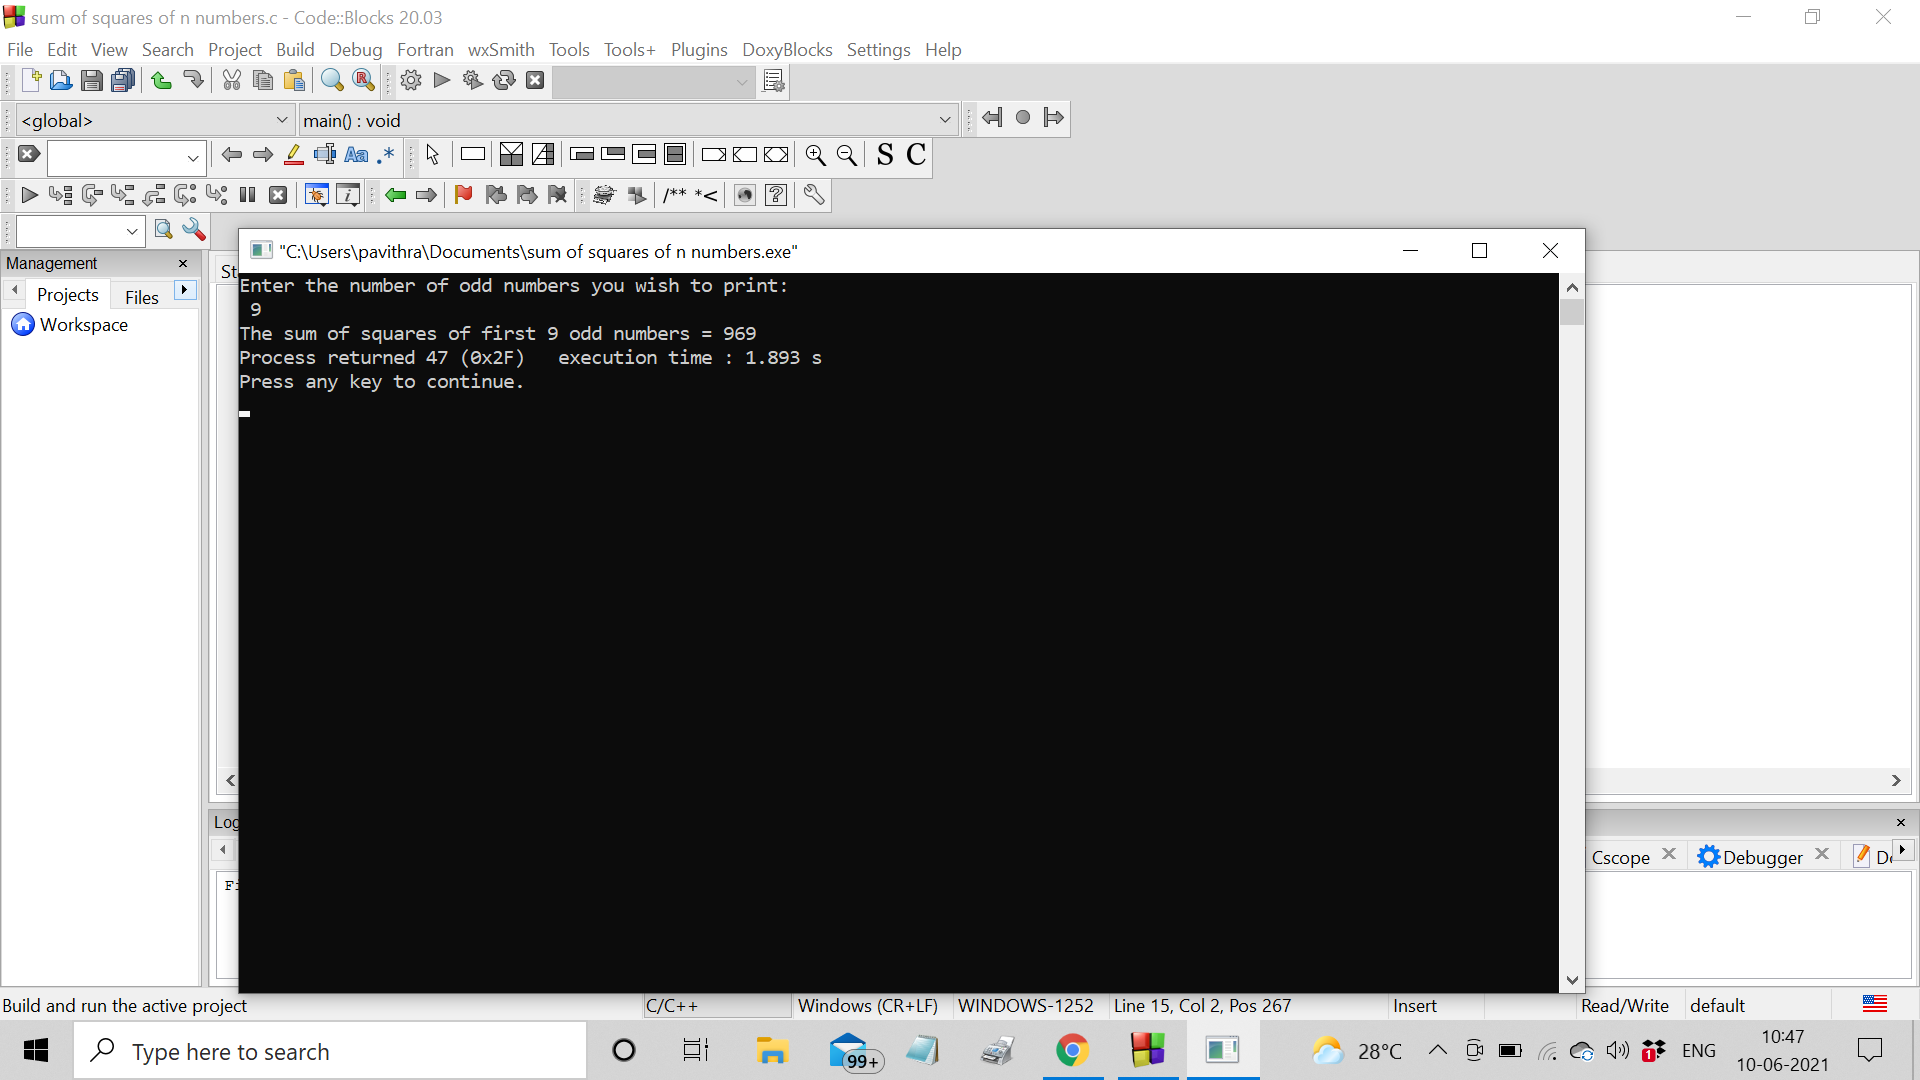 sum of squares of n numbers.c - Code::Blocks 20.03
File Edit View Search Project Build Debug Fortran wxSmith Tools Tools+ Plugins DoxyBlocks Settings Help
<global> main() : void
Aa .* S C
/** *<
"C:\Users\pavithra\Documents\sum of squares of n numbers.exe"
Management
Projects Files
Workspace
St
Enter the number of odd numbers you wish to print:
9
The sum of squares of first 9 odd numbers = 969
Process returned 47 (0x2F)   execution time : 1.893 s
Press any key to continue.
Log
Cscope Debugger
Fi
Build and run the active project C/C++ Windows (CR+LF) WINDOWS-1252 Line 15, Col 2, Pos 267 Insert Read/Write default
Type here to search 99+ 28°C 1 ENG 10:47
10-06-2021